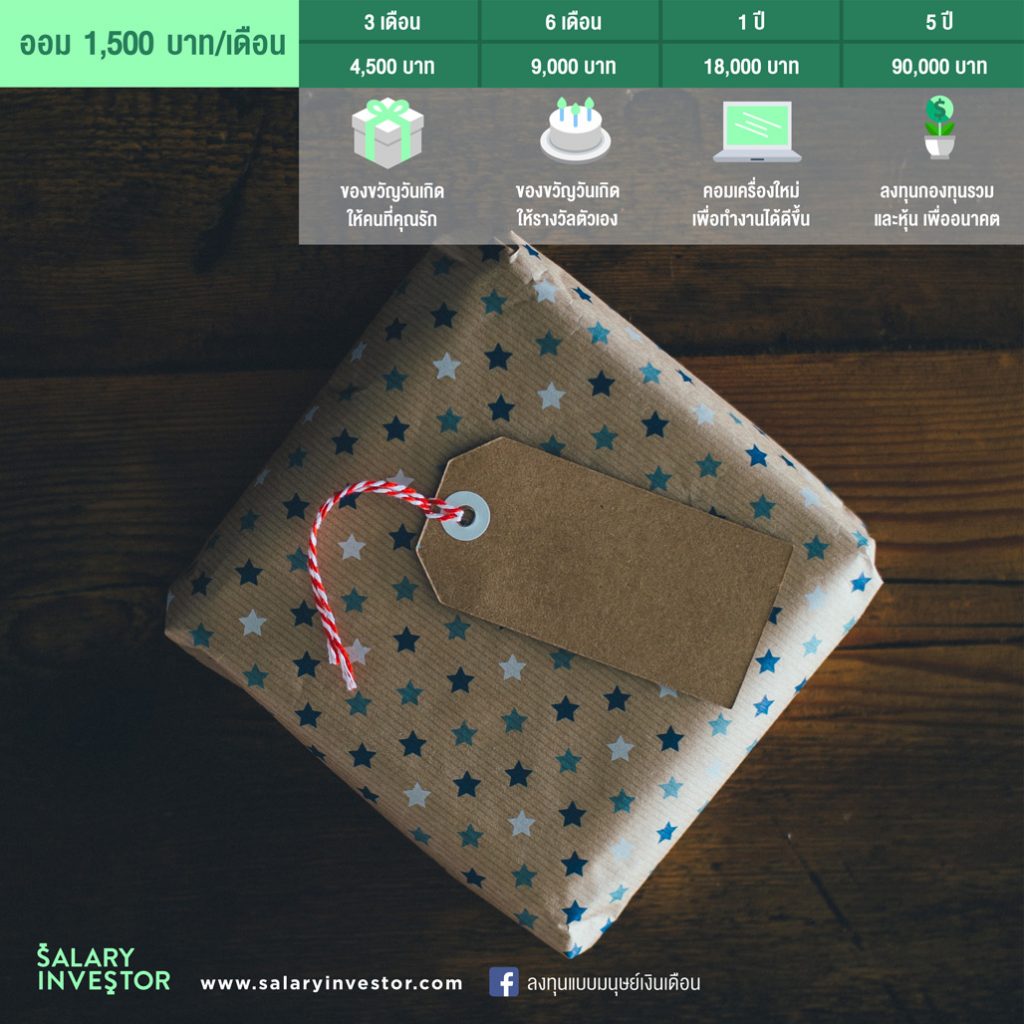 ออม 1,500 บาท/เดือน
3 เดือน 6 เดือน 1 ปี 5 ปี
4,500 บาท 9,000 บาท 18,000 บาท 90,000 บาท
ของขวัญวันเกิด ของขวัญวันเกิด คอมเครื่องใหม่ ลงทุนกองทุนรวม
ให้คนที่คุณรัก ให้รางวัลตัวเอง เพื่อทำงานได้ดีขึ้น และหุ้น เพื่ออนาคต
SALARY
INVESTOR
www.salaryinvestor.com
ลงทุนแบบมนุษย์เงินเดือน